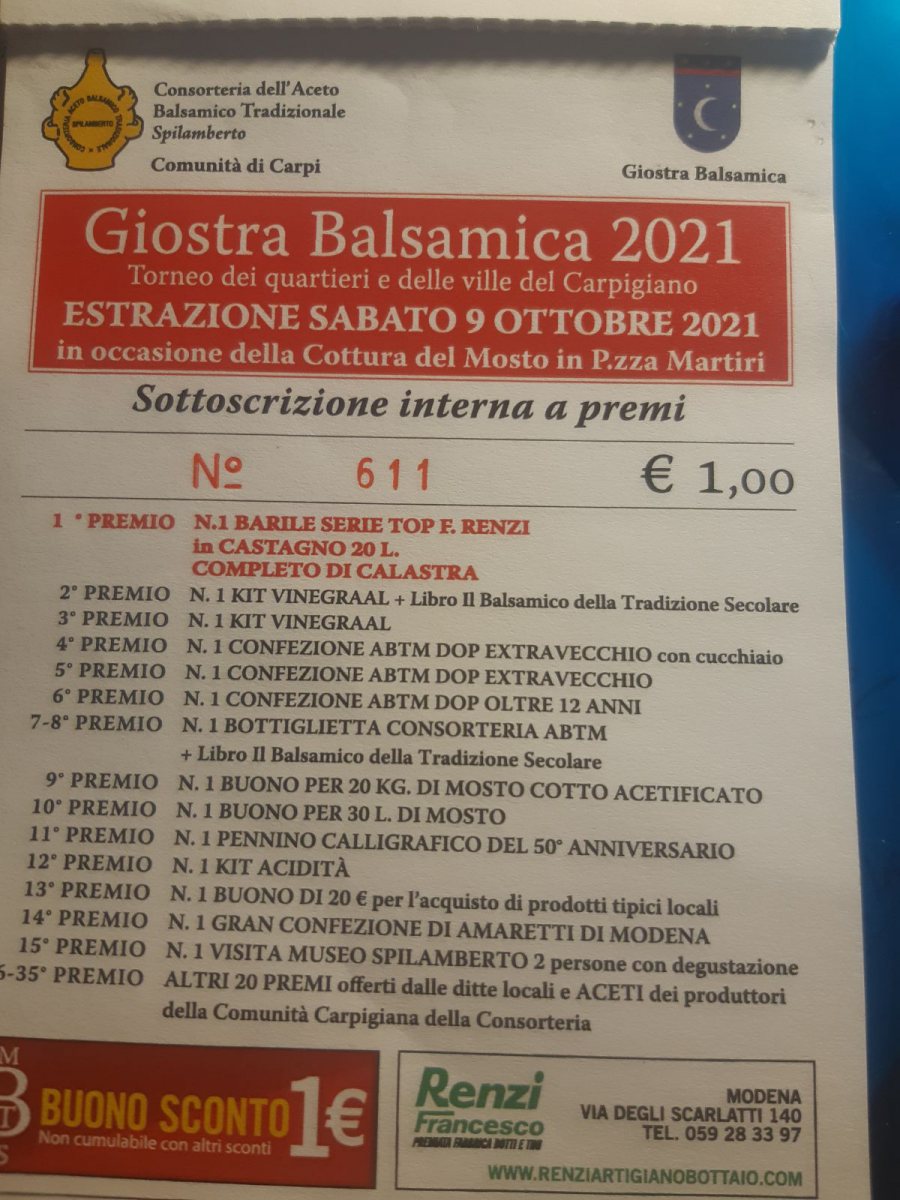 Consorteria dell'Aceto
Balsamico Tradizionale
Spilamberto
Comunità di Carpi
CONSORTERIA ACETO BALSAMICO TRADIZIONALE
SPILAMBERTO
Giostra Balsamica
Giostra Balsamica 2021
Torneo dei quartieri e delle ville del Carpigiano
ESTRAZIONE SABATO 9 OTTOBRE 2021
in occasione della Cottura del Mosto in P.zza Martiri
Sottoscrizione interna a premi
Nº 611 € 1,00
1 ° PREMIO N.1 BARILE SERIE TOP F. RENZI
in CASTAGNO 20 L.
COMPLETO DI CALASTRA
2° PREMIO N. 1 KIT VINEGRAAL + Libro Il Balsamico della Tradizione Secolare
3° PREMIO N. 1 KIT VINEGRAAL
4° PREMIO N. 1 CONFEZIONE ABTM DOP EXTRAVECCHIO con cucchiaio
5° PREMIO N. 1 CONFEZIONE ABTM DOP EXTRAVECCHIO
6° PREMIO N. 1 CONFEZIONE ABTM DOP OLTRE 12 ANNI
7-8° PREMIO N. 1 BOTTIGLIETTA CONSORTERIA ABTM
+ Libro Il Balsamico della Tradizione Secolare
9° PREMIO N. 1 BUONO PER 20 KG. DI MOSTO COTTO ACETIFICATO
10° PREMIO N. 1 BUONO PER 30 L. DI MOSTO
11° PREMIO N. 1 PENNINO CALLIGRAFICO DEL 50° ANNIVERSARIO
12° PREMIO N. 1 KIT ACIDITÀ
13° PREMIO N. 1 BUONO DI 20 € per l'acquisto di prodotti tipici locali
14° PREMIO N. 1 GRAN CONFEZIONE DI AMARETTI DI MODENA
15° PREMIO N. 1 VISITA MUSEO SPILAMBERTO 2 persone con degustazione
6-35° PREMIO ALTRI 20 PREMI offerti dalle ditte locali e ACETI dei produttori
della Comunità Carpigiana della Consorteria
BUONO SCONTO 1€
Non cumulabile con altri sconti
Renzi
Francesco
PREMIATA FABBRICA BOTTI E TINI
MODENA
VIA DEGLI SCARLATTI 140
TEL. 059 28 33 97
WWW.RENZIARTIGIANOBOTTAIO.COM